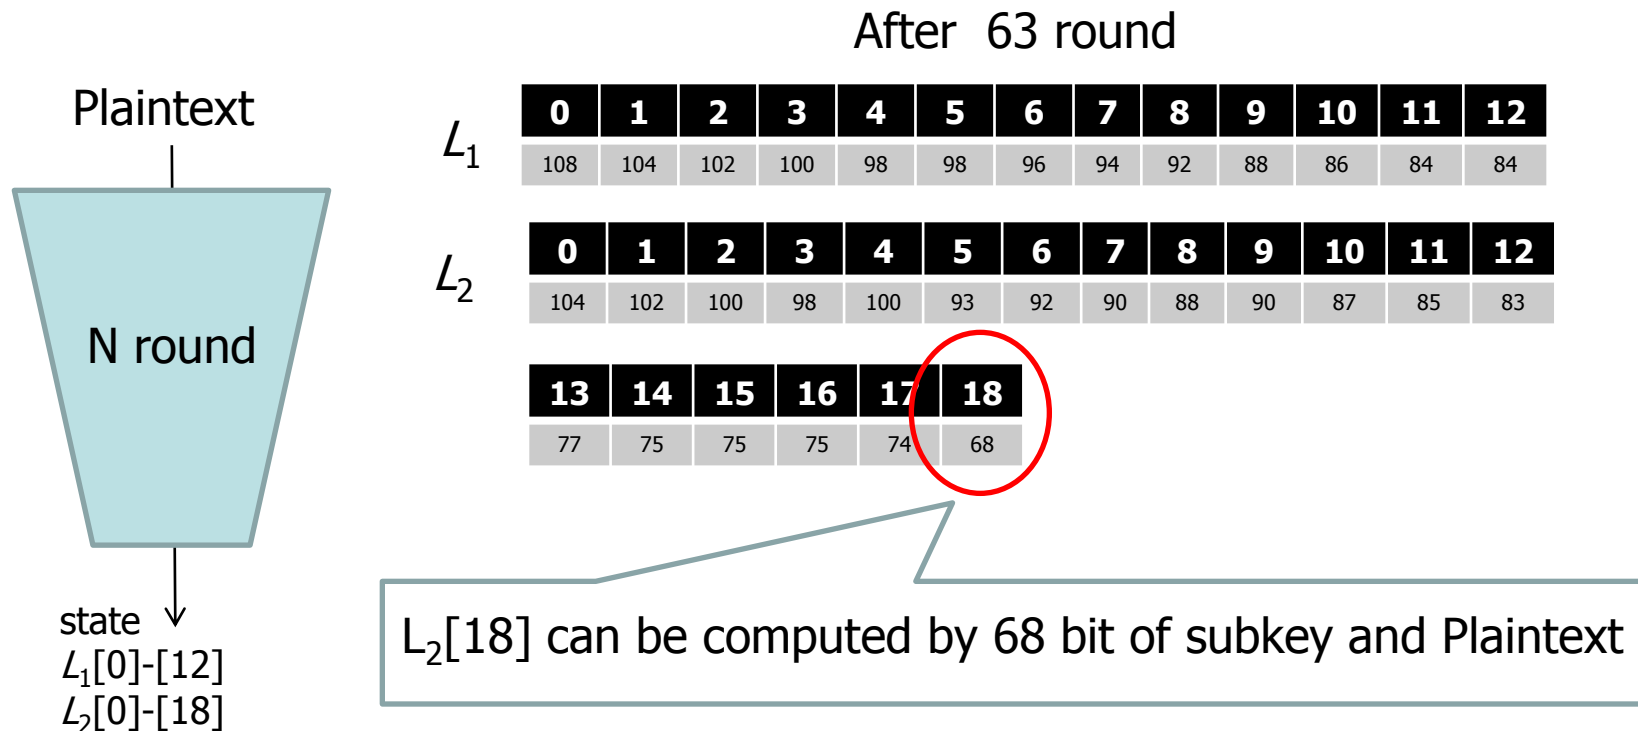 After 63 round
Plaintext
N round
state
L1[0]-[12]
L2[0]-[18]
L1
0 1 2 3 4 5 6 7 8 9 10 11 12
108 104 102 100 98 98 96 94 92 88 86 84 84
L2
0 1 2 3 4 5 6 7 8 9 10 11 12
104 102 100 98 100 93 92 90 88 90 87 85 83
13 14 15 16 17 18
77 75 75 75 74 68
L2[18] can be computed by 68 bit of subkey and Plaintext